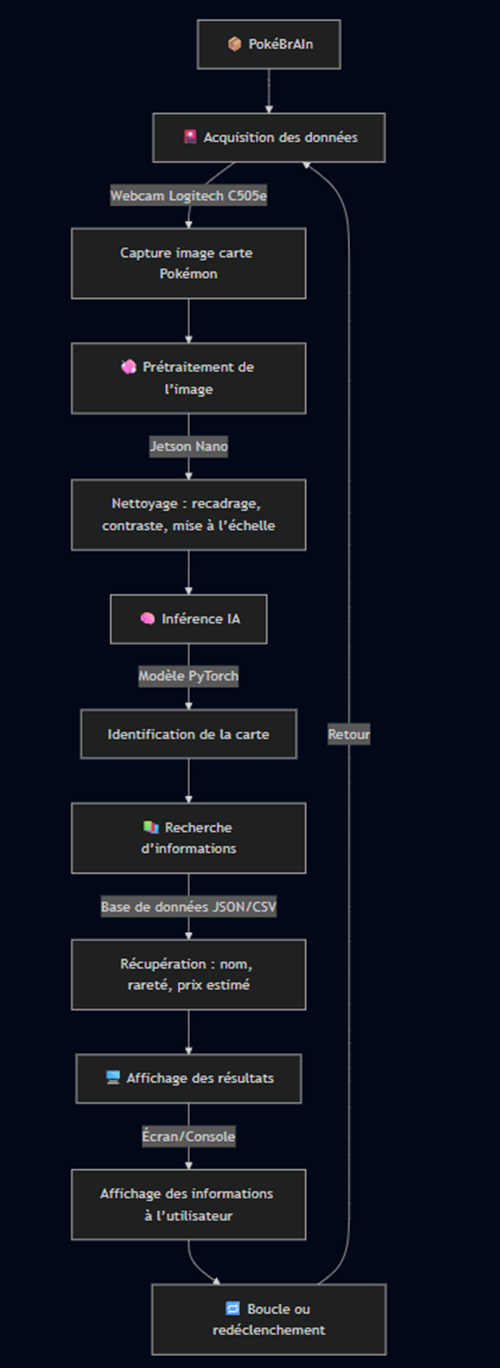 📦 PokéBrAIn
🎴 Acquisition des données
Webcam Logitech C505e
Capture image carte
Pokémon
Prétraitement de
l’image
Jetson Nano
Nettoyage : recadrage,
contraste, mise à l’échelle
🧠 Inférence IA
Modèle PyTorch
Identification de la carte
Retour
📚 Recherche
d’informations
Base de données JSON/CSV
Récupération : nom,
rareté, prix estimé
🖥️ Affichage des résultats
Écran/Console
Affichage des informations
à l’utilisateur
🔁 Boucle ou
redéclenchement